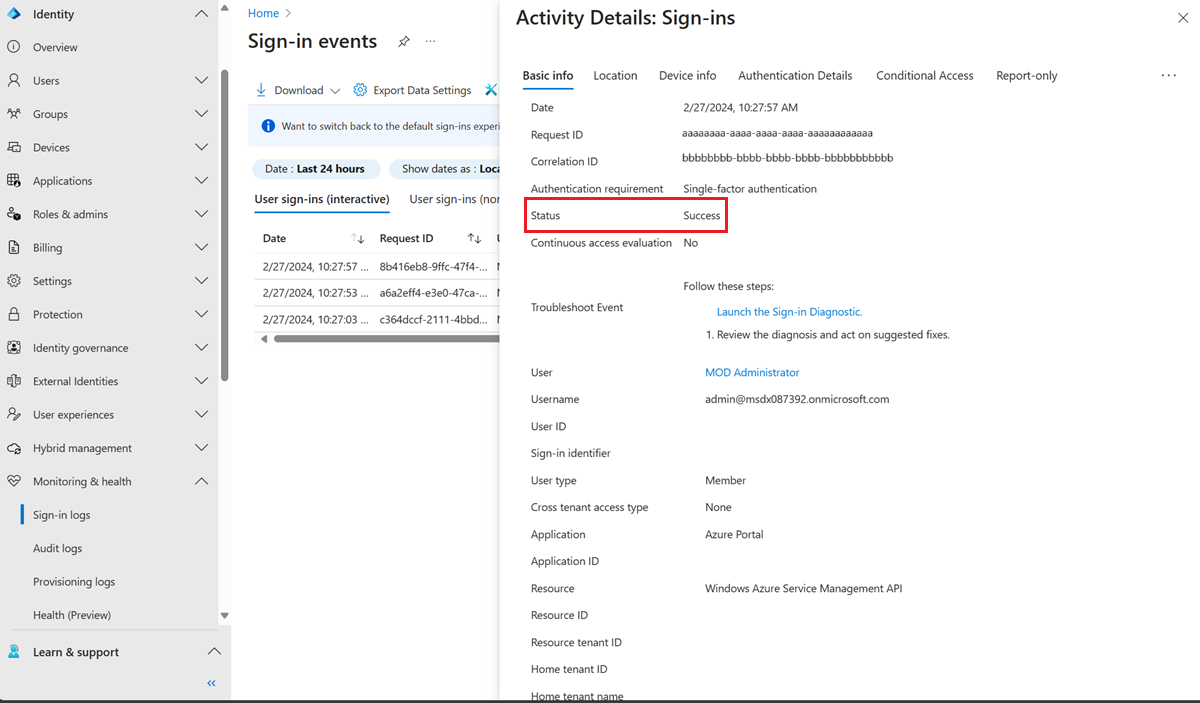 Identity
Overview
Users
Groups
Devices
Applications
Roles & admins
Billing
Settings
Protection
Identity governance
External Identities
User experiences
Hybrid management
Monitoring & health
Sign-in logs
Audit logs
Provisioning logs
Health (Preview)
Learn & support
Home
Sign-in events
Download
Export Data Settings
Want to switch back to the default sign-ins experi
Date : Last 24 hours
Show dates as : Loca
User sign-ins (interactive)
User sign-ins (nor
Date Request ID
2/27/2024, 10:27:57 ... 8b416eb8-9ffc-47f4-...
2/27/2024, 10:27:53 ... a6a2eff4-e3e0-47ca-...
2/27/2024, 10:27:03 ... c364dccf-2111-4bbd...
Activity Details: Sign-ins
Basic info Location Device info Authentication Details Conditional Access Report-only
Date 2/27/2024, 10:27:57 AM
Request ID aaaaaaaa-aaaa-aaaa-aaaa-aaaaaaaaaaaa
Correlation ID bbbbbbbb-bbbb-bbbb-bbbb-bbbbbbbbbbbb
Authentication requirement Single-factor authentication
Status Success
Continuous access evaluation No
Follow these steps:
Troubleshoot Event
Launch the Sign-in Diagnostic.
1. Review the diagnosis and act on suggested fixes.
User MOD Administrator
Username admin@msdx087392.onmicrosoft.com
User ID
Sign-in identifier
User type Member
Cross tenant access type None
Application Azure Portal
Application ID
Resource Windows Azure Service Management API
Resource ID
Resource tenant ID
Home tenant ID
Home tenant name